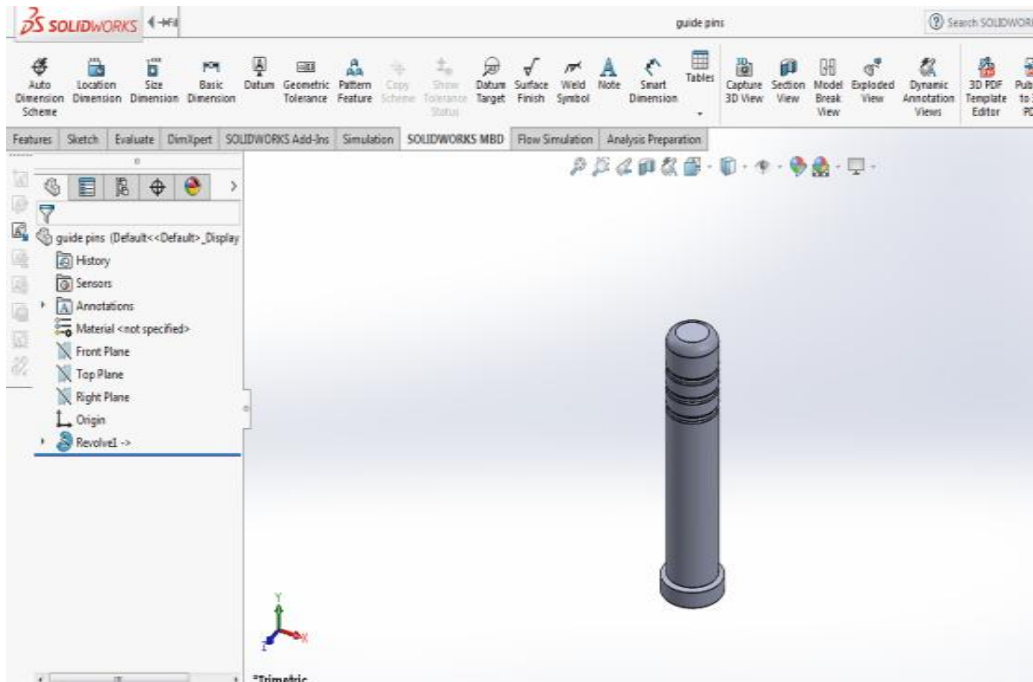 SOLIDWORKS
guide pins
Search SOLIDWOR
Auto Dimension Scheme
Location Dimension
Size Dimension
Basic Dimension
Datum
Geometric Tolerance
Pattern Feature
Copy Scheme
Show Tolerance Status
Datum Target
Surface Finish
Weld Symbol
Note
Smart Dimension
Tables
Capture 3D View
Section View
Model Break View
Exploded View
Dynamic Annotation Views
3D PDF Template Editor
Features Sketch Evaluate DimXpert SOLIDWORKS Add-Ins Simulation SOLIDWORKS MBD Flow Simulation Analysis Preparation
guide pins (Default<<Default>_Display
History
Sensors
Annotations
Material <not specified>
Front Plane
Top Plane
Right Plane
Origin
Revolve1 ->
Y
X
Z
*Trimetric